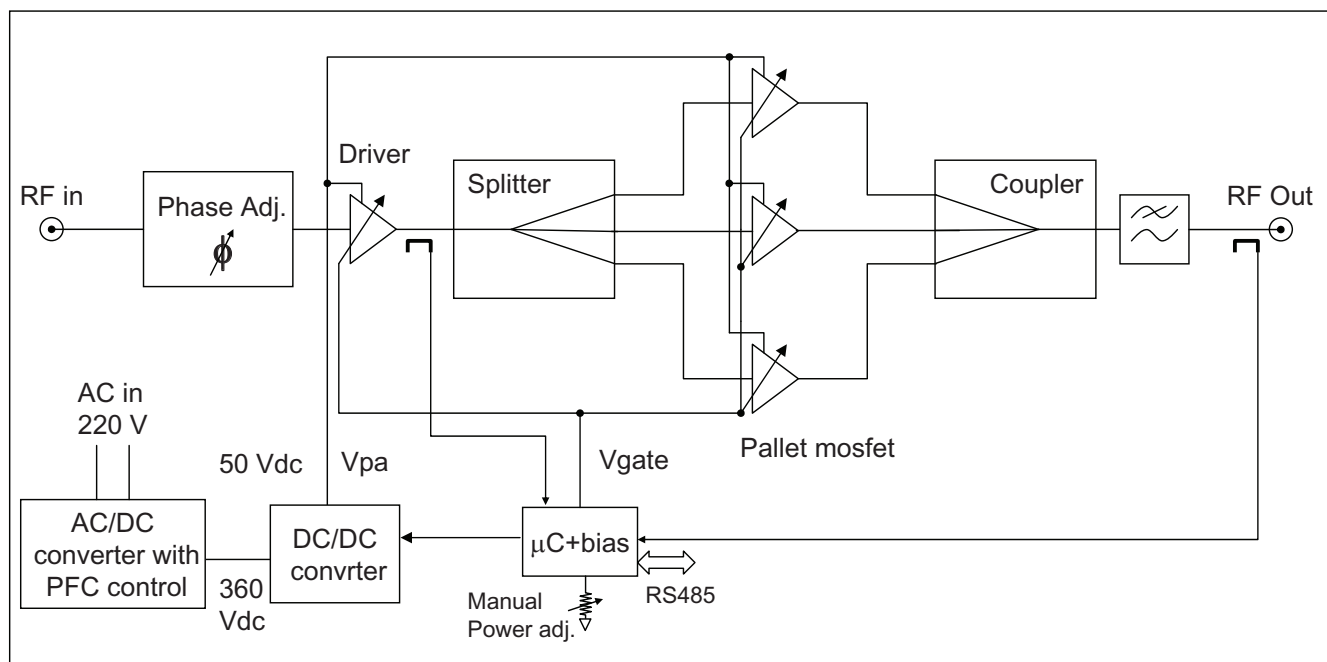 Driver
RF in
Phase Adj.
ϕ
Splitter
Coupler
RF Out
Pallet mosfet
AC in
220 V
50 Vdc
Vpa
Vgate
AC/DC
converter with
PFC control
360
Vdc
DC/DC
convrter
μC+bias
RS485
Manual
Power adj.